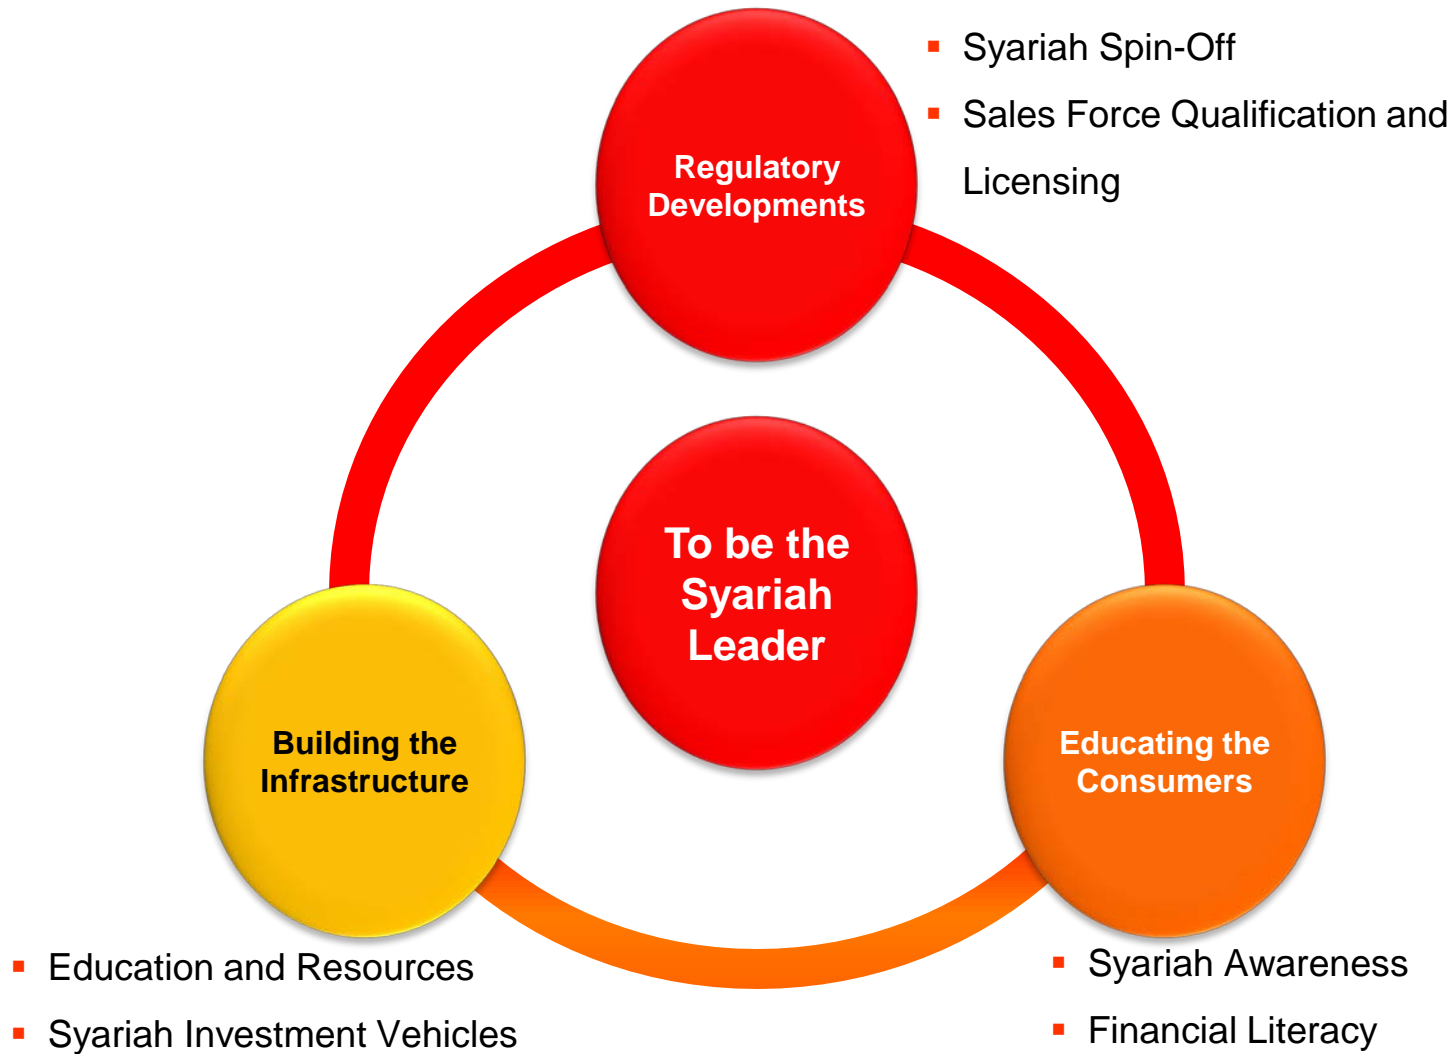 Syariah Spin-Off
Sales Force Qualification and
Licensing
Regulatory
Developments
To be the
Syariah
Leader
Building the
Infrastructure
Educating the
Consumers
Education and Resources
Syariah Investment Vehicles
Syariah Awareness
Financial Literacy